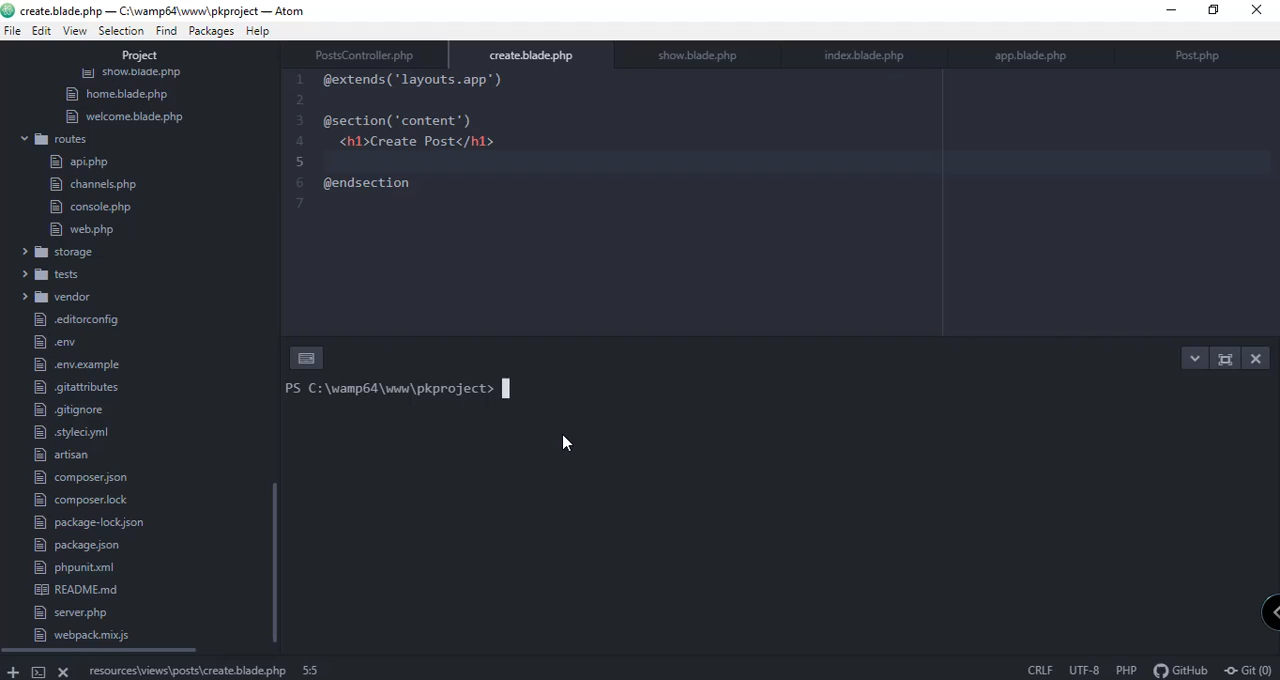 create.blade.php — C:\wamp64\www\pkproject — Atom
File Edit View Selection Find Packages Help
Project
show.blade.php
home.blade.php
welcome.blade.php
routes
api.php
channels.php
console.php
web.php
storage
tests
vendor
.editorconfig
.env
.env.example
.gitattributes
.gitignore
.styleci.yml
artisan
composer.json
composer.lock
package-lock.json
package.json
phpunit.xml
README.md
server.php
webpack.mix.js
PostsController.php create.blade.php show.blade.php index.blade.php app.blade.php Post.php
1 @extends('layouts.app')
2
3 @section('content')
4 <h1>Create Post</h1>
5
6 @endsection
7
PS C:\wamp64\www\pkproject>
resources\views\posts\create.blade.php 5:5 CRLF UTF-8 PHP GitHub Git (0)